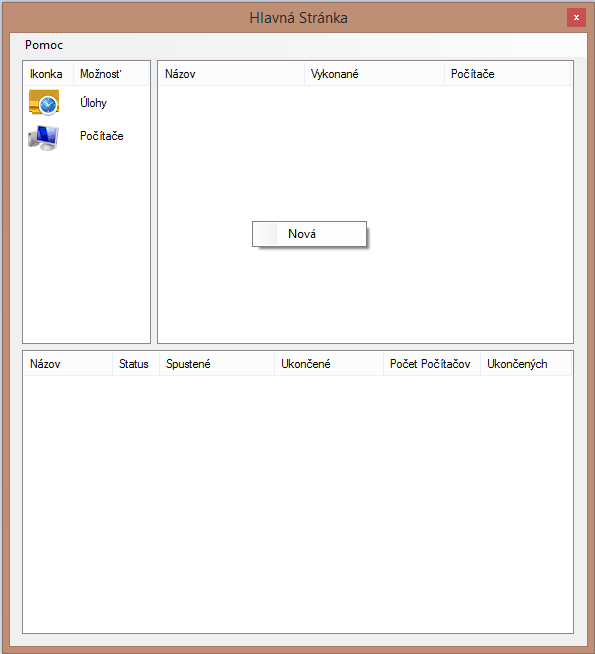 Hlavná Stránka
x
Pomoc
Ikonka Možnosť
Úlohy
Počítače
Názov Vykonané Počítače
Nová
Názov Status Spustené Ukončené Počet Počítačov Ukončených